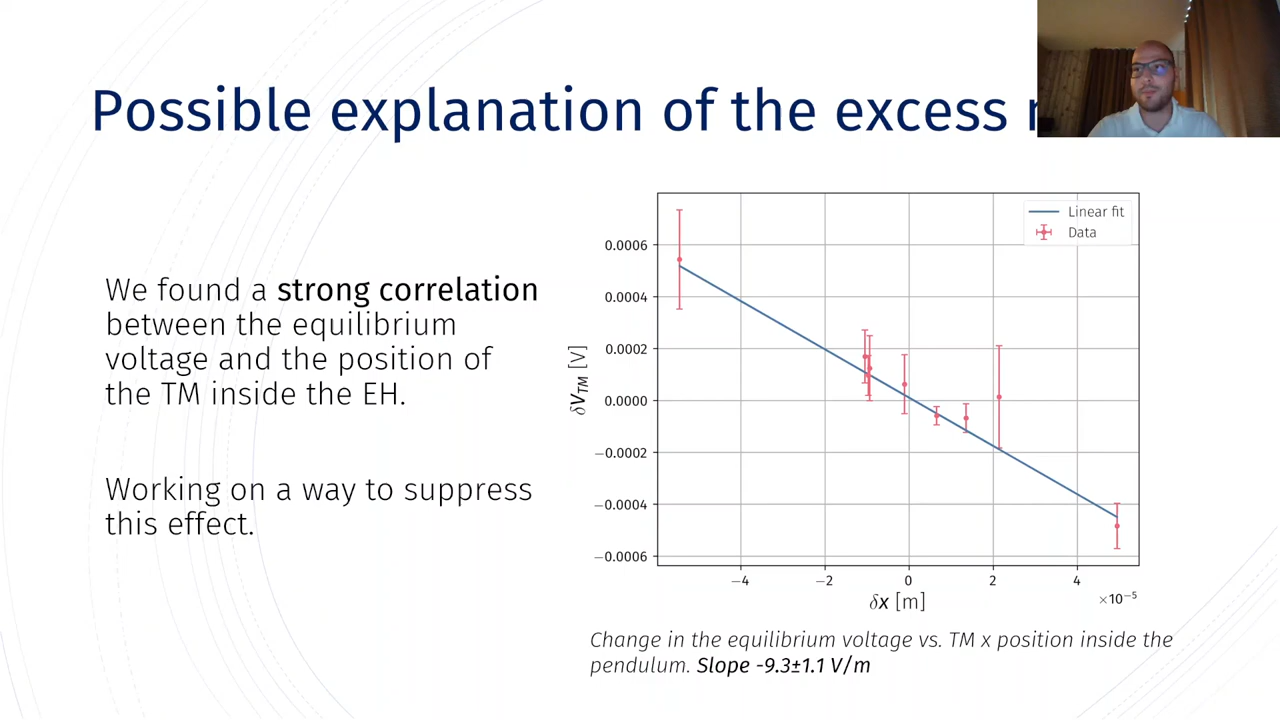 Possible explanation of the excess
We found a strong correlation
between the equilibrium
voltage and the position of
the TM inside the EH.
Working on a way to suppress
this effect.
Linear fit
Data
0.0006
0.0004
0.0002
0.0000
−0.0002
−0.0004
−0.0006
δV_TM [V]
−4
−2
0
2
4
×10⁻⁵
δx [m]
Change in the equilibrium voltage vs. TM x position inside the
pendulum. Slope -9.3±1.1 V/m